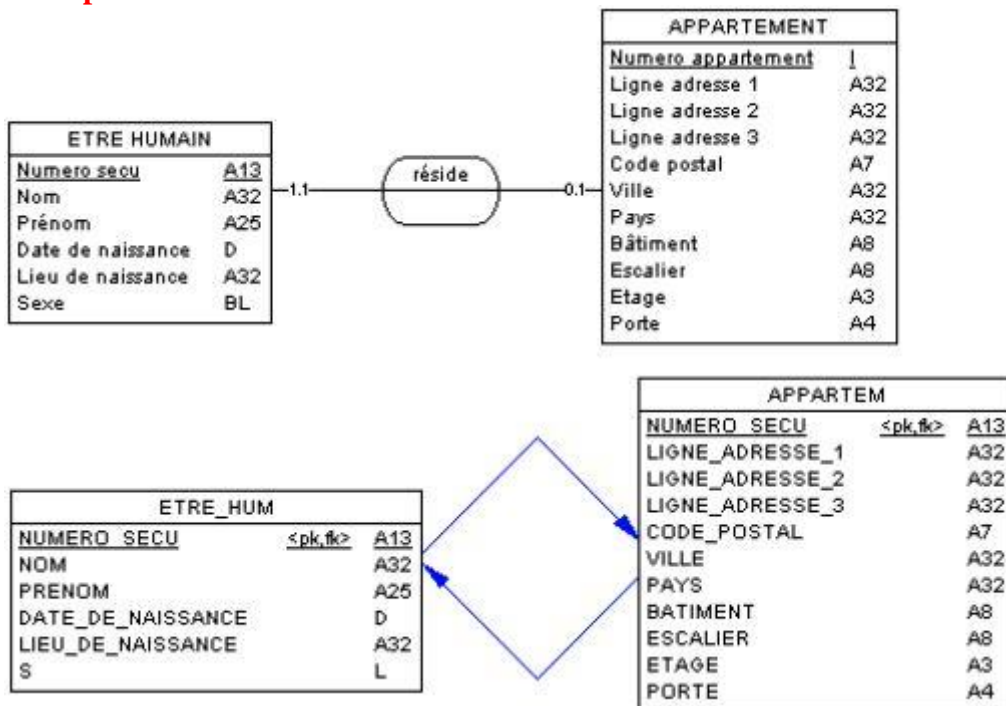 APPARTEMENT
Numero appartement I
Ligne adresse 1 A32
Ligne adresse 2 A32
Ligne adresse 3 A32
Code postal A7
Ville A32
Pays A32
Bâtiment A8
Escalier A8
Etage A3
Porte A4
ETRE HUMAIN
Numero secu A13
Nom A32
Prénom A25
Date de naissance D
Lieu de naissance A32
Sexe BL
1.1
réside
0.1
APPARTEM
NUMERO_SECU <pk,fk> A13
LIGNE_ADRESSE_1 A32
LIGNE_ADRESSE_2 A32
LIGNE_ADRESSE_3 A32
CODE_POSTAL A7
VILLE A32
PAYS A32
BATIMENT A8
ESCALIER A8
ETAGE A3
PORTE A4
ETRE_HUM
NUMERO_SECU <pk,fk> A13
NOM A32
PRENOM A25
DATE_DE_NAISSANCE D
LIEU_DE_NAISSANCE A32
S L